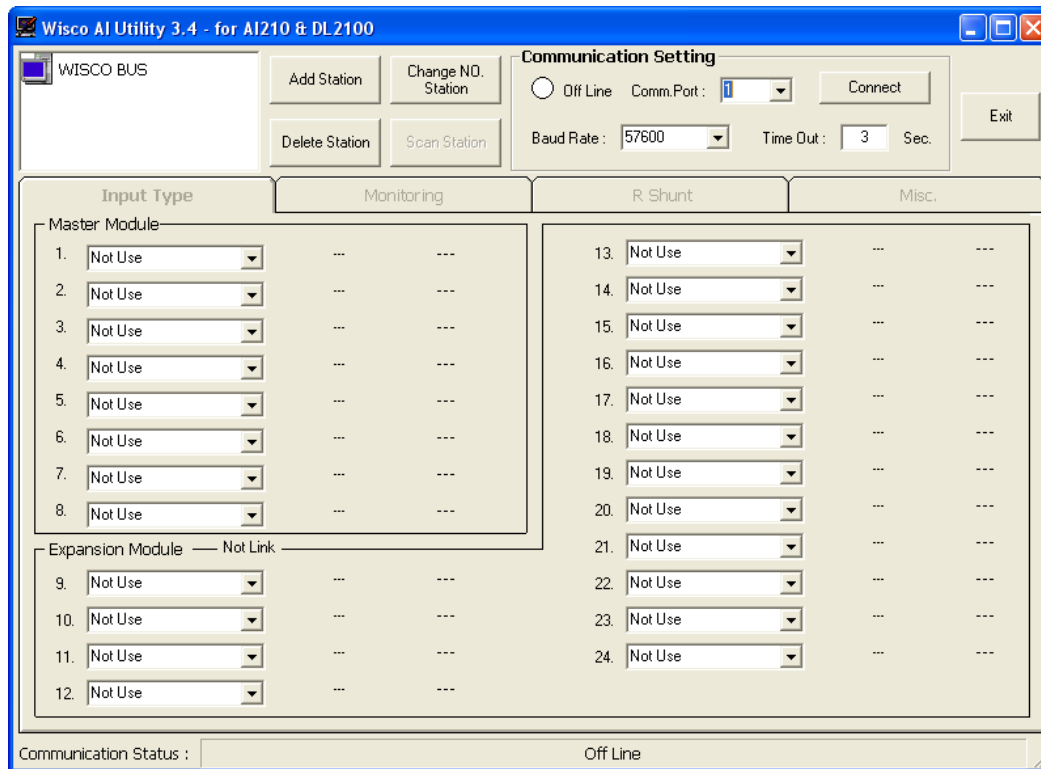 Wisco AI Utility 3.4 - for AI210 & DL2100
WISCO BUS
Add Station
Change NO. Station
Delete Station
Scan Station
Communication Setting
Off Line Comm.Port : 1 Connect
Baud Rate : 57600 Time Out : 3 Sec.
Exit
Input Type Monitoring R Shunt Misc.
Master Module
1. Not Use --- ---
2. Not Use --- ---
3. Not Use --- ---
4. Not Use --- ---
5. Not Use --- ---
6. Not Use --- ---
7. Not Use --- ---
8. Not Use --- ---
Expansion Module Not Link
9. Not Use --- ---
10. Not Use --- ---
11. Not Use --- ---
12. Not Use --- ---
13. Not Use --- ---
14. Not Use --- ---
15. Not Use --- ---
16. Not Use --- ---
17. Not Use --- ---
18. Not Use --- ---
19. Not Use --- ---
20. Not Use --- ---
21. Not Use --- ---
22. Not Use --- ---
23. Not Use --- ---
24. Not Use --- ---
Communication Status : Off Line